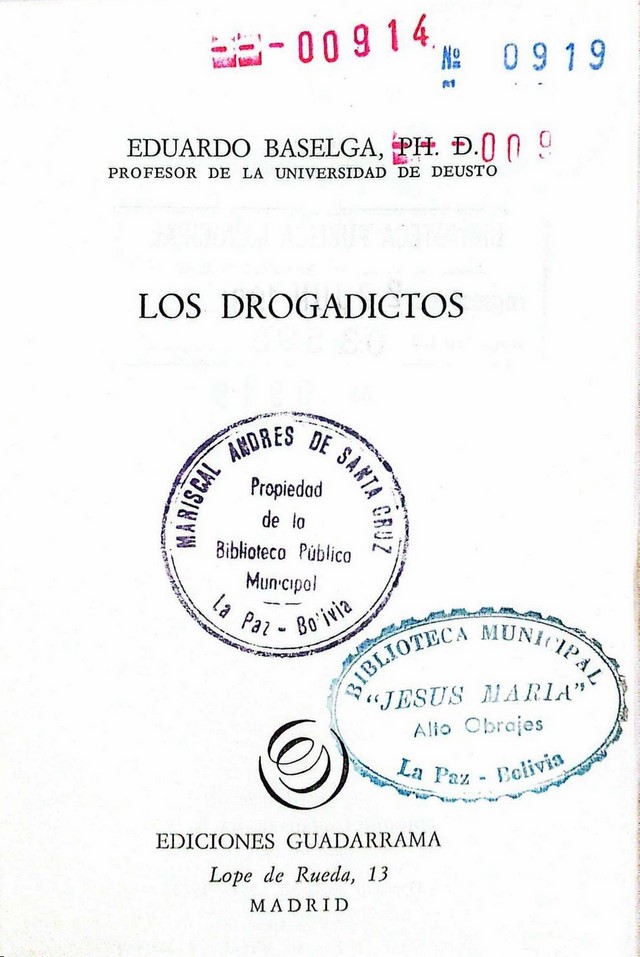 00914
№ 0919
EDUARDO BASELGA, PH. D. 009
PROFESOR DE LA UNIVERSIDAD DE DEUSTO
LOS DROGADICTOS
MARISCAL ANDRES DE SANTA CRUZ
Propiedad
de la
Biblioteca Pública
Municipal
La Paz - Bolivia
BIBLIOTECA MUNICIPAL
"JESUS MARIA"
Alto Obrajes
La Paz - Bolivia
EDICIONES GUADARRAMA
Lope de Rueda, 13
MADRID